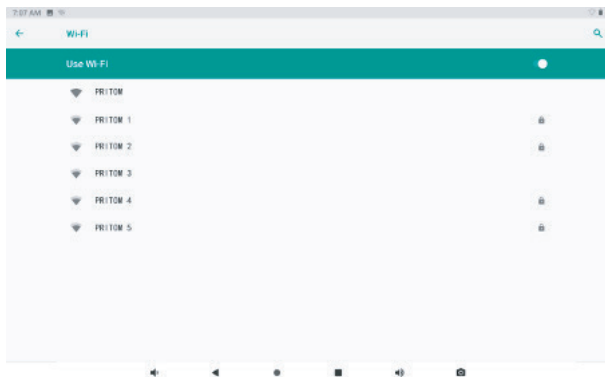 7:07 AM
Wi-Fi
Use Wi-Fi
PRITOM
PRITOM 1
PRITOM 2
PRITOM 3
PRITOM 4
PRITOM 5